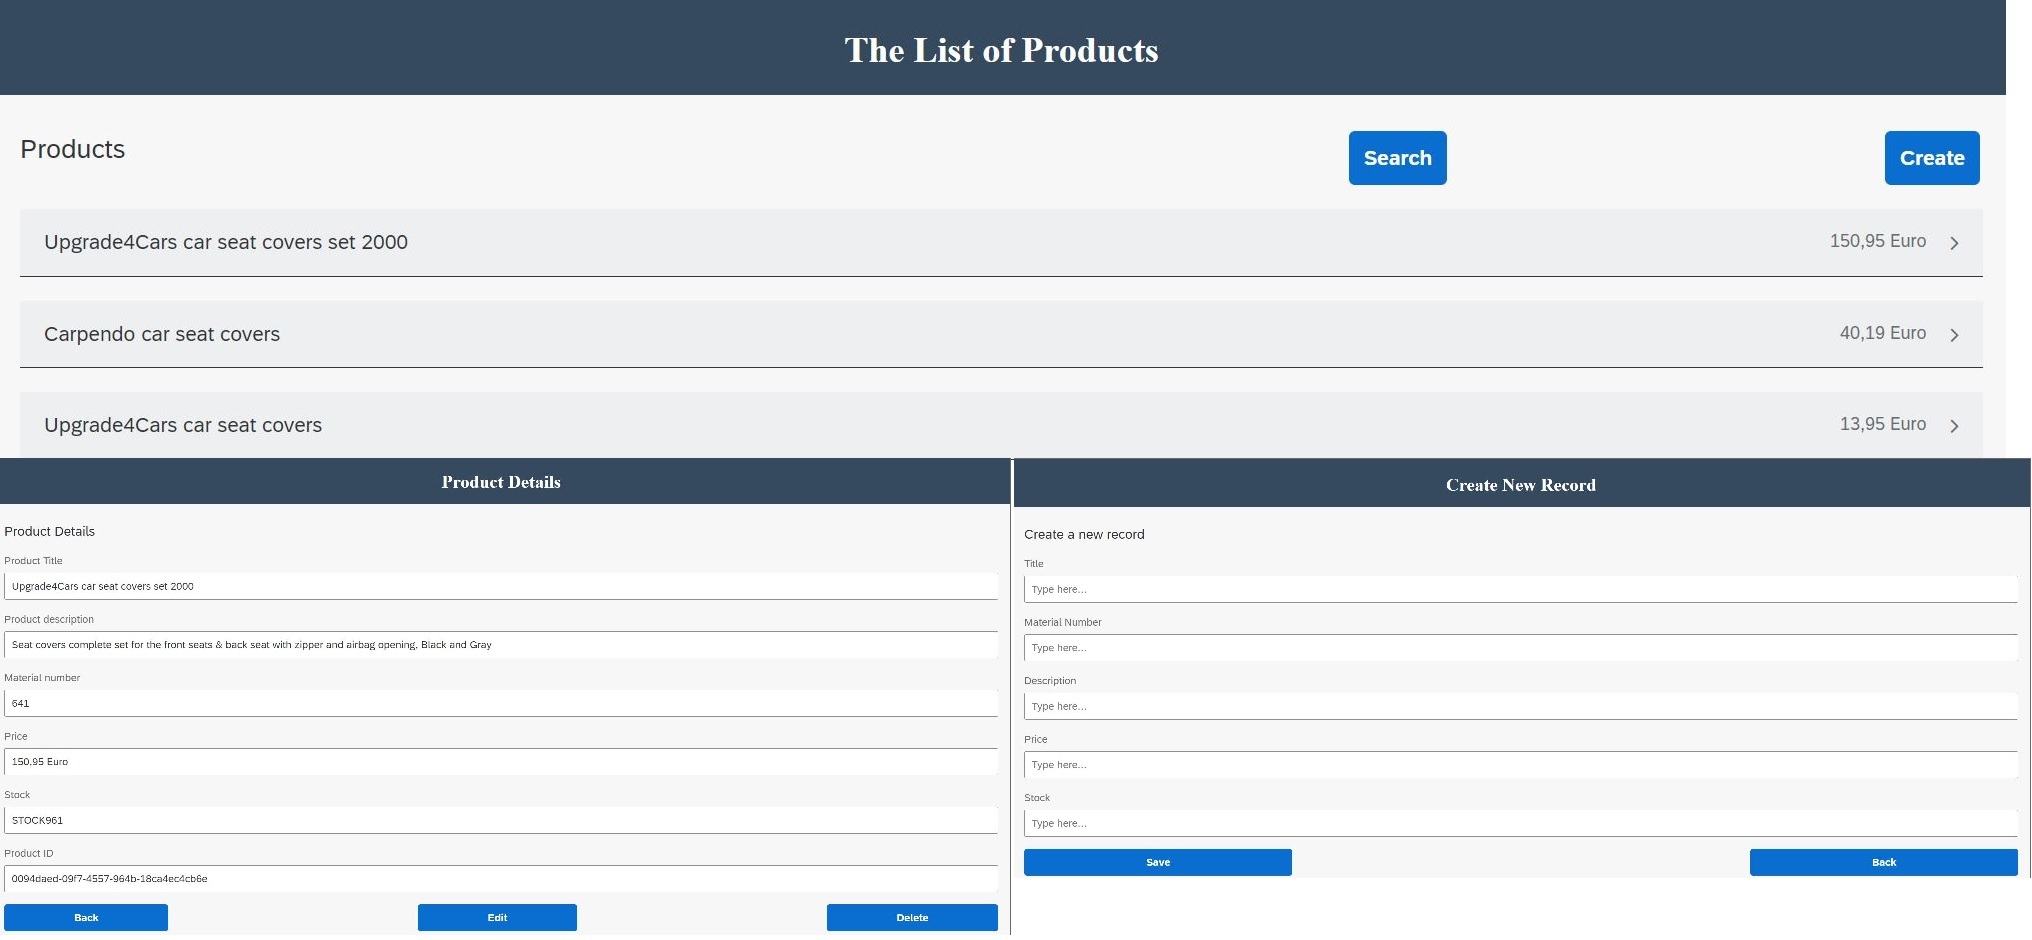 The List of Products
Products
Search
Create
Upgrade4Cars car seat covers set 2000
150,95 Euro
Carpendo car seat covers
40,19 Euro
Upgrade4Cars car seat covers
13,95 Euro
Product Details
Product Details
Product Title
Upgrade4Cars car seat covers set 2000
Product description
Seat covers complete set for the front seats & back seat with zipper and airbag opening, Black and Gray
Material number
641
Price
150,95 Euro
Stock
STOCK961
Product ID
0094daed-09f7-4557-964b-18ca4ec4cb6e
Back
Edit
Delete
Create New Record
Create a new record
Title
Type here...
Material Number
Type here...
Description
Type here...
Price
Type here...
Stock
Type here...
Save
Back